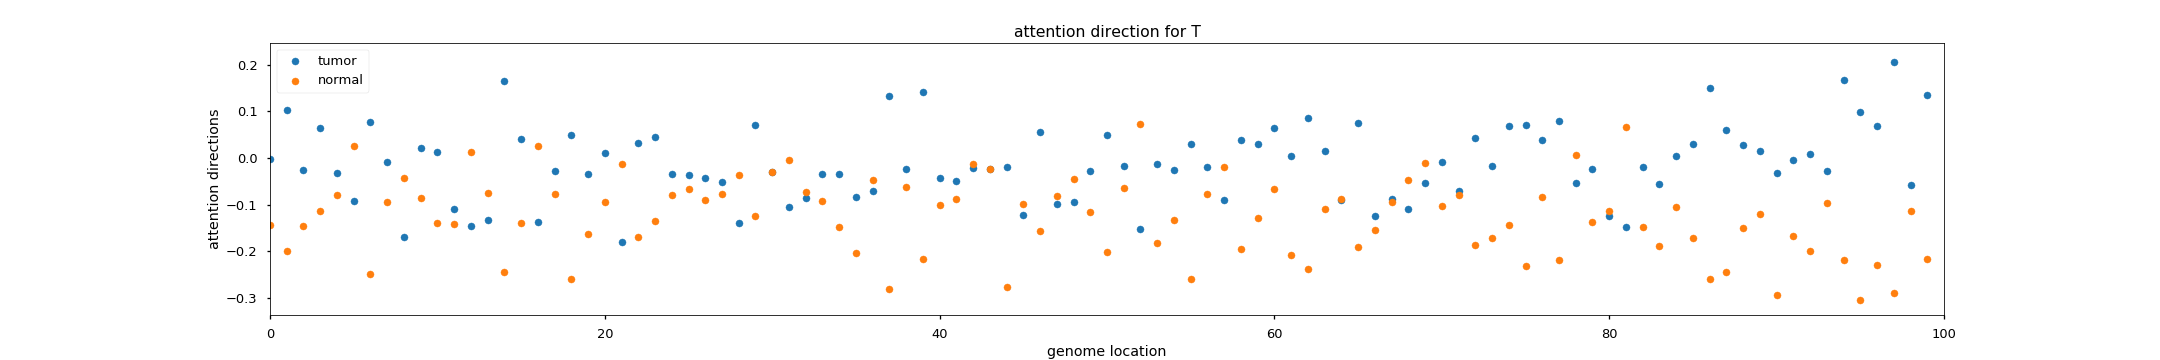 attention direction for T
tumor
normal
attention directions
0.2
0.1
0.0
−0.1
−0.2
−0.3
0 20 40 60 80 100
genome location